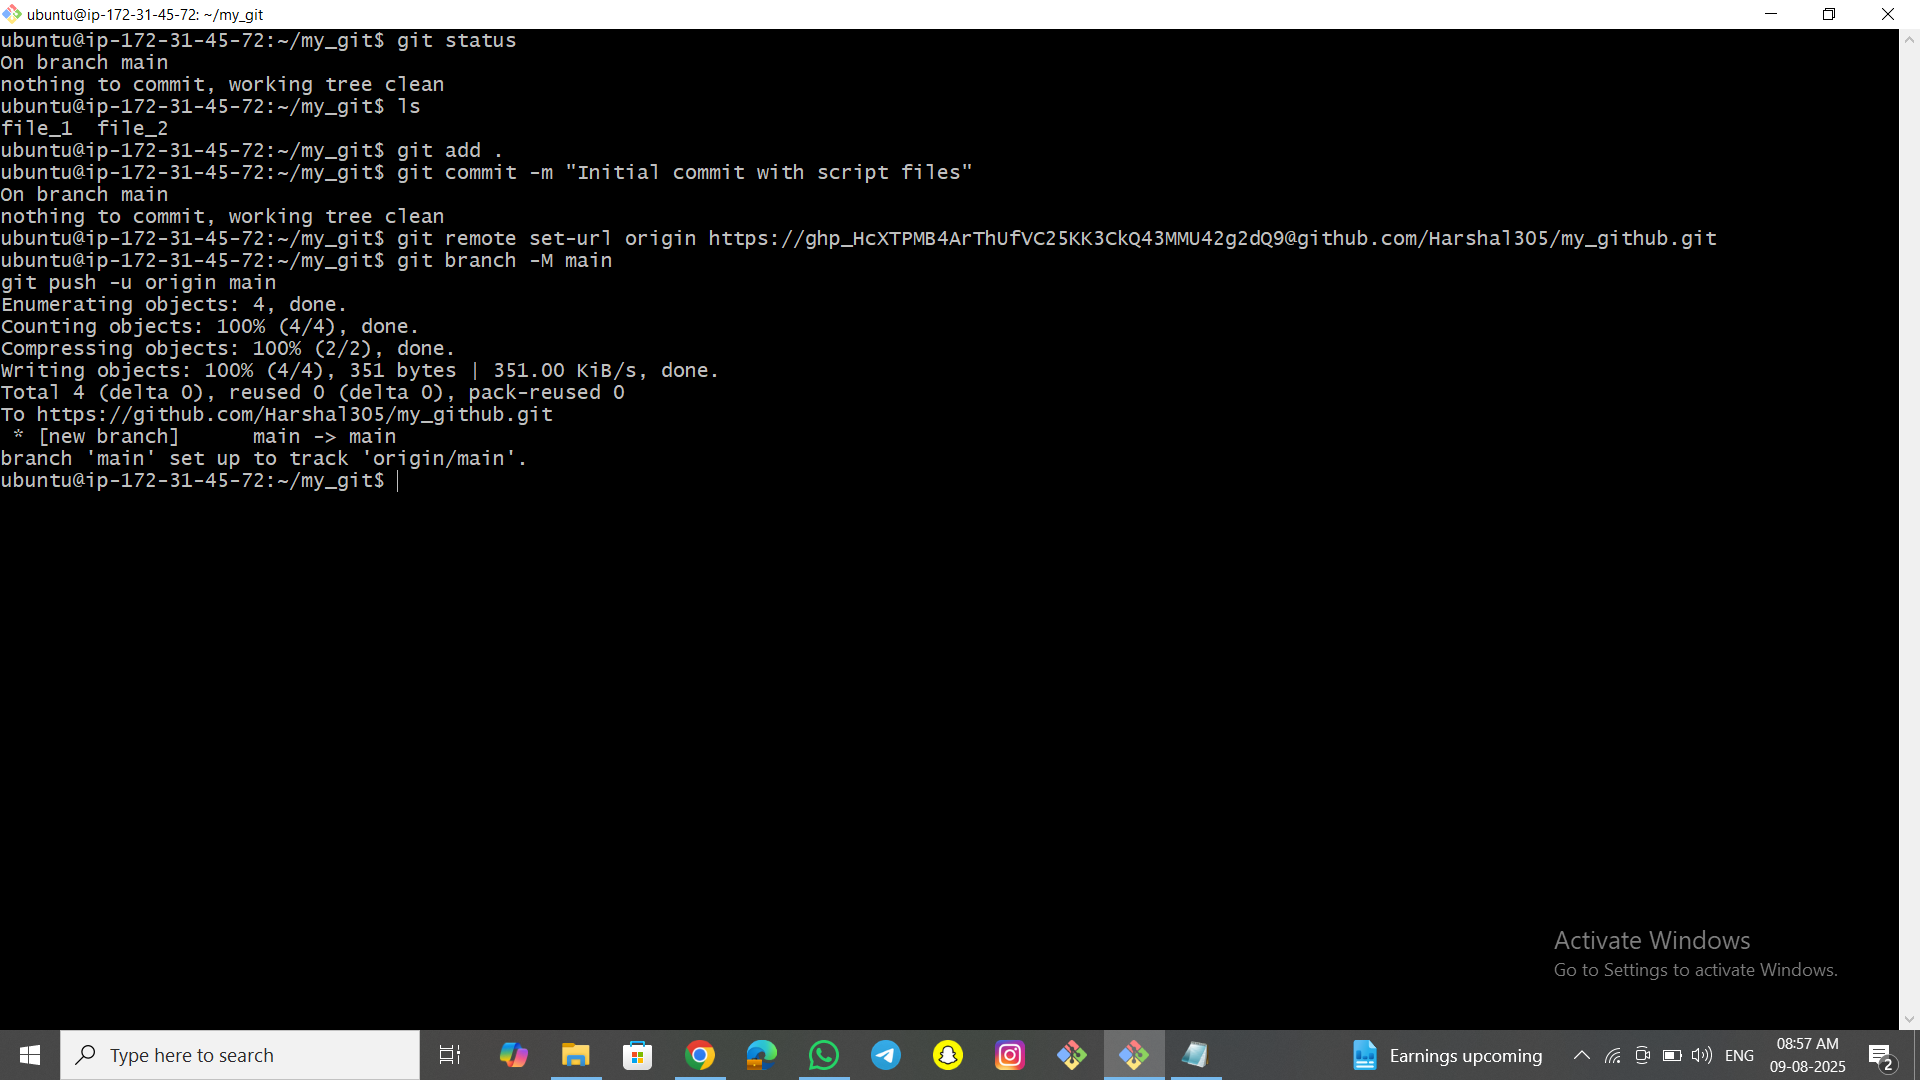 ubuntu@ip-172-31-45-72: ~/my_git
ubuntu@ip-172-31-45-72:~/my_git$ git status
On branch main
nothing to commit, working tree clean
ubuntu@ip-172-31-45-72:~/my_git$ ls
file_1  file_2
ubuntu@ip-172-31-45-72:~/my_git$ git add .
ubuntu@ip-172-31-45-72:~/my_git$ git commit -m "Initial commit with script files"
On branch main
nothing to commit, working tree clean
ubuntu@ip-172-31-45-72:~/my_git$ git remote set-url origin https://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@github.com/Harshal305/my_github.git
ubuntu@ip-172-31-45-72:~/my_git$ git branch -M main
git push -u origin main
Enumerating objects: 4, done.
Counting objects: 100% (4/4), done.
Compressing objects: 100% (2/2), done.
Writing objects: 100% (4/4), 351 bytes | 351.00 KiB/s, done.
Total 4 (delta 0), reused 0 (delta 0), pack-reused 0
To https://github.com/Harshal305/my_github.git
 * [new branch]      main -> main
branch 'main' set up to track 'origin/main'.
ubuntu@ip-172-31-45-72:~/my_git$
Activate Windows
Go to Settings to activate Windows.
Type here to search
Earnings upcoming
ENG
08:57 AM
09-08-2025
2